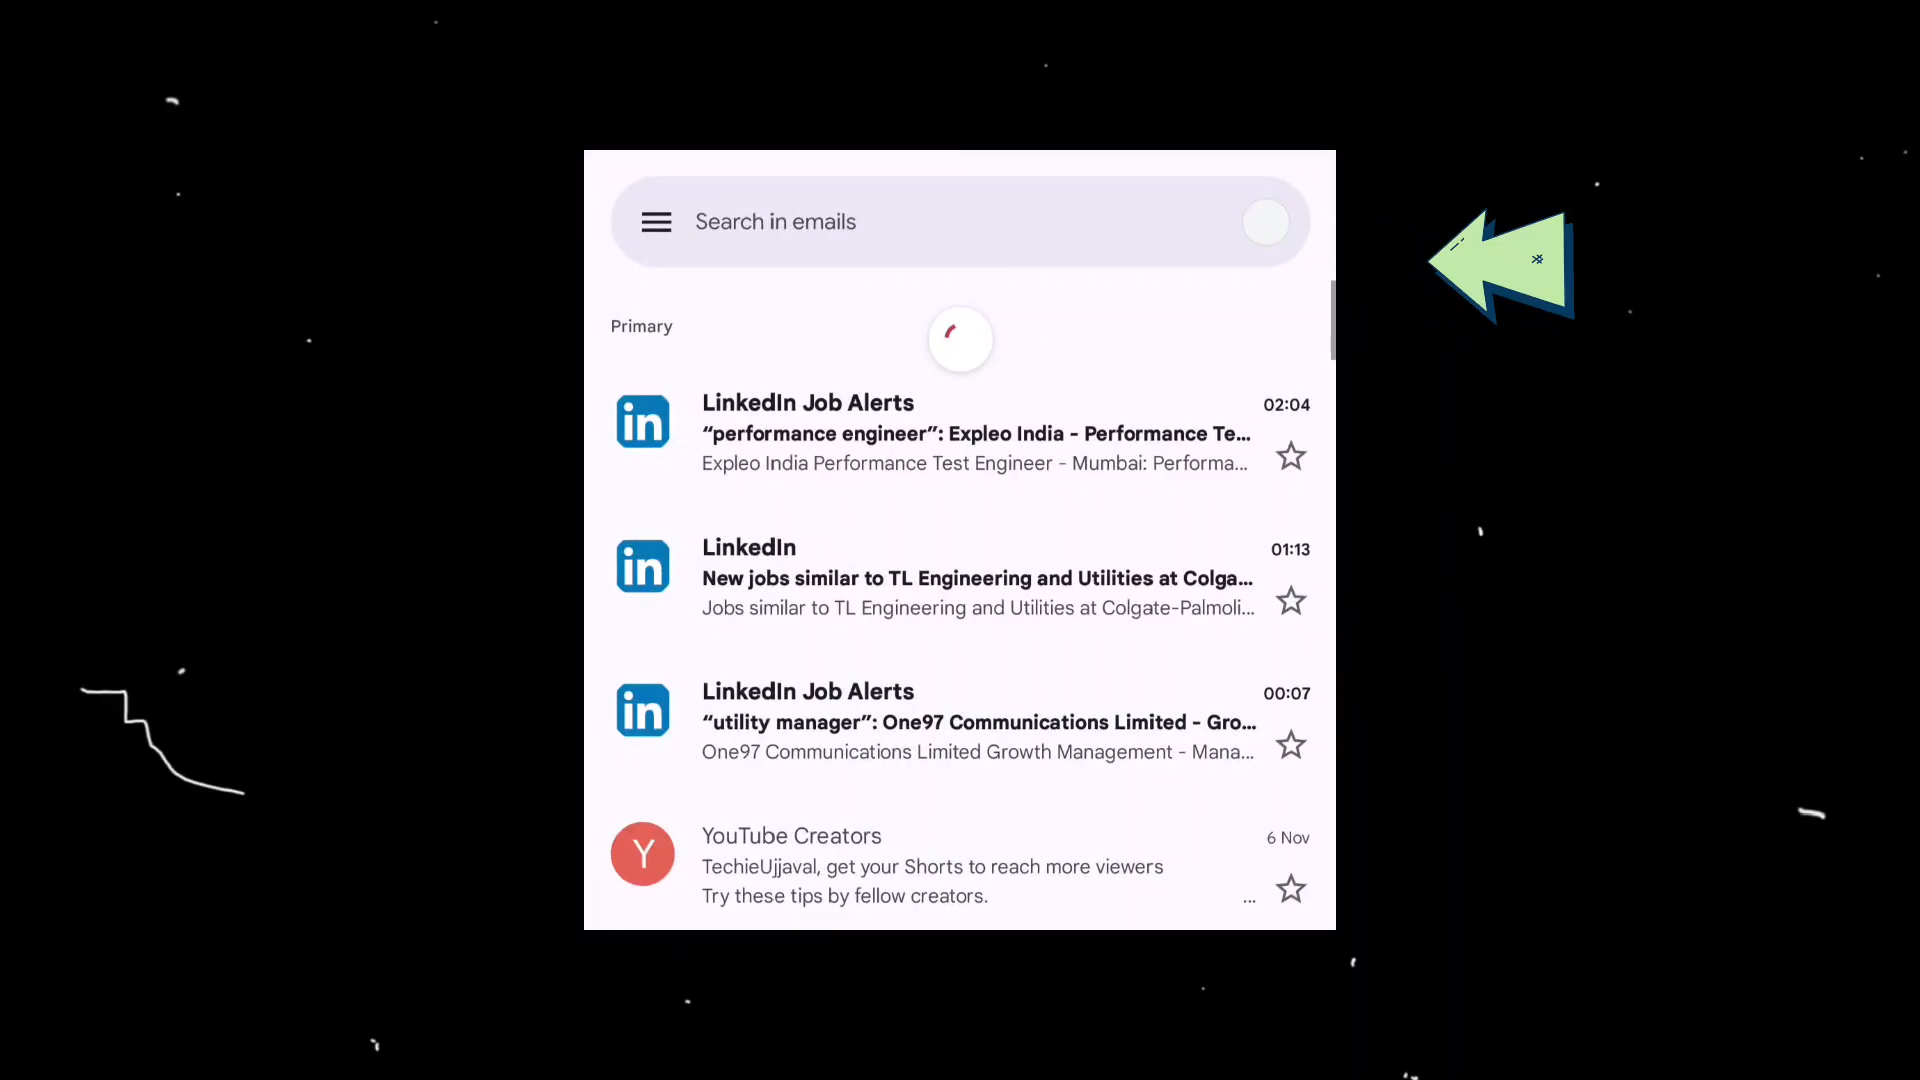 Search in emails
Primary
in
LinkedIn Job Alerts
02:04
“performance engineer”: Expleo India - Performance Te...
Expleo India Performance Test Engineer - Mumbai: Performa...
in
LinkedIn
01:13
New jobs similar to TL Engineering and Utilities at Colga...
Jobs similar to TL Engineering and Utilities at Colgate-Palmoli...
in
LinkedIn Job Alerts
00:07
“utility manager”: One97 Communications Limited - Gro...
One97 Communications Limited Growth Management - Mana...
Y
YouTube Creators
6 Nov
TechieUjjaval, get your Shorts to reach more viewers
Try these tips by fellow creators. ...